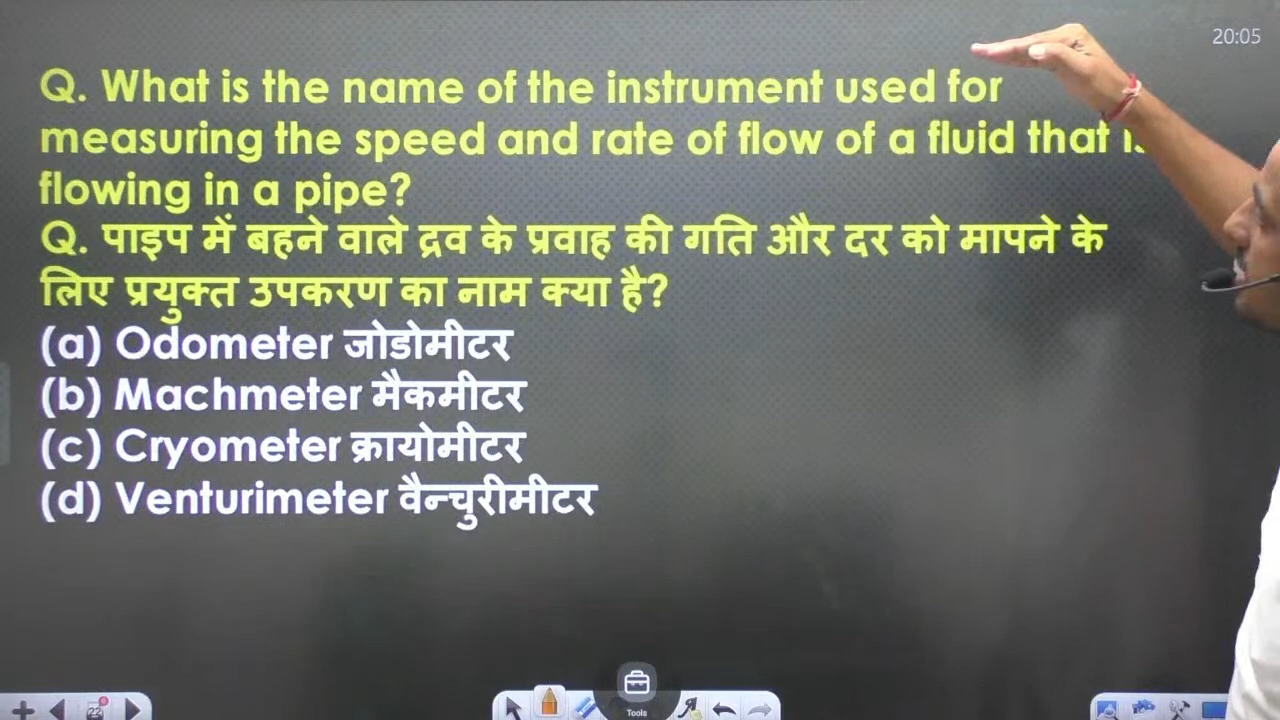 20:05
Q. What is the name of the instrument used for
measuring the speed and rate of flow of a fluid that is
flowing in a pipe?
Q. पाइप में बहने वाले द्रव के प्रवाह की गति और दर को मापने के
लिए प्रयुक्त उपकरण का नाम क्या है?
(a) Odometer जोडोमीटर
(b) Machmeter मैकमीटर
(c) Cryometer क्रायोमीटर
(d) Venturimeter वैन्चुरीमीटर
22
Tools